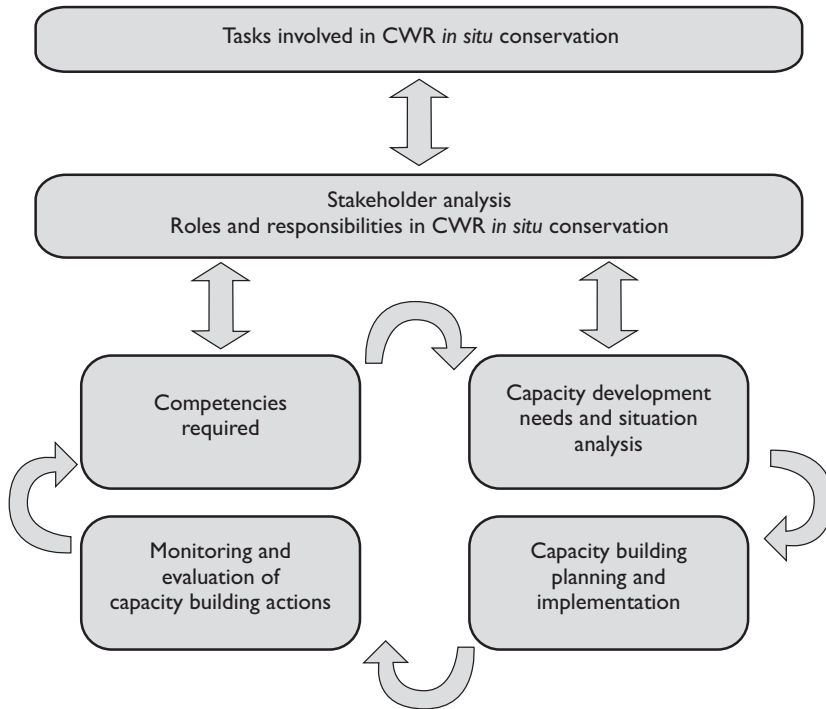 Tasks involved in CWR in situ conservation
Stakeholder analysis
Roles and responsibilities in CWR in situ conservation
Competencies
required
Capacity development
needs and situation
analysis
Monitoring and
evaluation of
capacity building actions
Capacity building
planning and
implementation